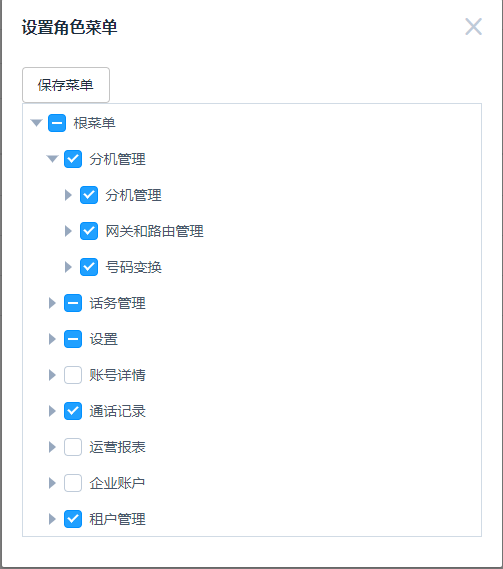 设置角色菜单
保存菜单
根菜单
分机管理
分机管理
网关和路由管理
号码变换
话务管理
设置
账号详情
通话记录
运营报表
企业账户
租户管理